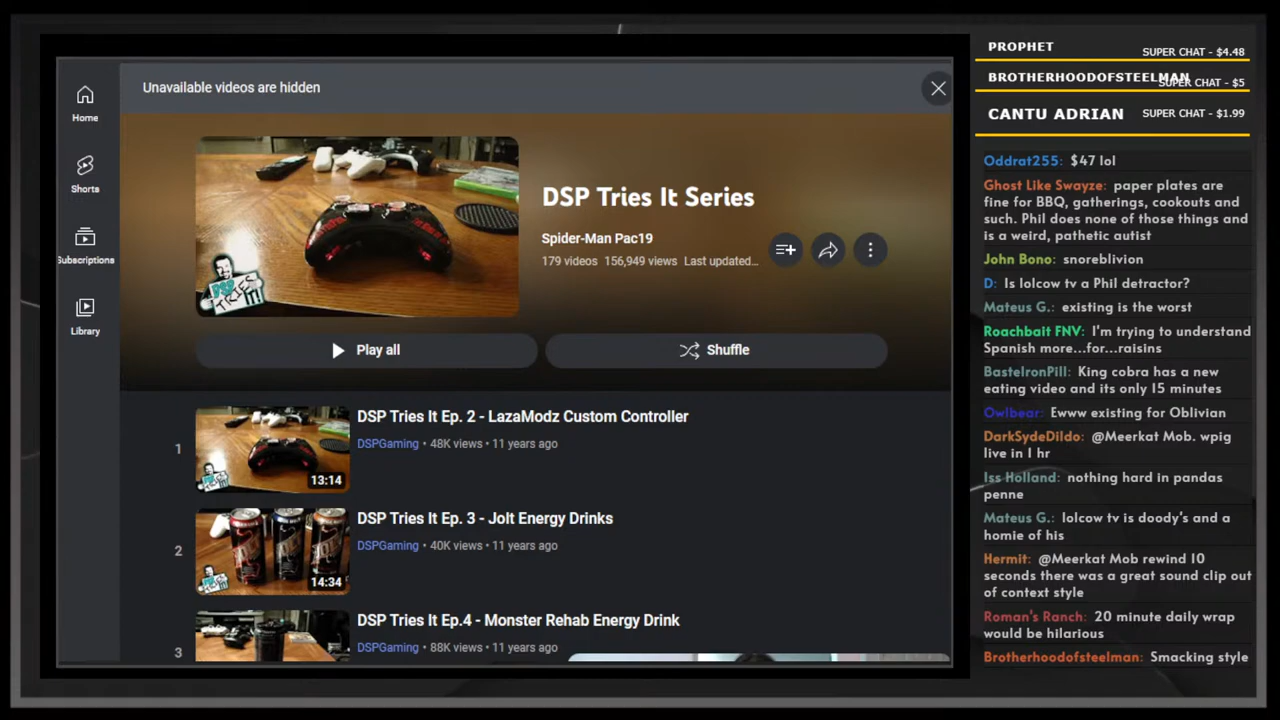 Unavailable videos are hidden
Home
Shorts
Subscriptions
Library
DSP TRIES IT!
DSP Tries It Series
Spider-Man Pac19
179 videos 156,949 views Last updated…
Play all
Shuffle
1
13:14
DSP Tries It Ep. 2 - LazaModz Custom Controller
DSPGaming • 48K views • 11 years ago
2
14:34
DSP Tries It Ep. 3 - Jolt Energy Drinks
DSPGaming • 40K views • 11 years ago
3
DSP Tries It Ep.4 - Monster Rehab Energy Drink
DSPGaming • 88K views • 11 years ago
PROPHET SUPER CHAT - $4.48
BROTHERHOODOFSTEELMAN SUPER CHAT - $5
CANTU ADRIAN SUPER CHAT - $1.99
Oddrat255: $47 lol
Ghost Like Swayze: paper plates are
fine for BBQ, gatherings, cookouts and
such. Phil does none of those things and
is a weird, pathetic autist
John Bono: snoreblivion
D: Is lolcow tv a Phil detractor?
Mateus G.: existing is the worst
Roachbait FNV: I'm trying to understand
Spanish more...for...raisins
BasteIronPill: King cobra has a new
eating video and its only 15 minutes
Owlbear: Ewww existing for Oblivian
DarkSydeDildo: @Meerkat Mob. wpig
live in 1 hr
Iss Holland: nothing hard in pandas
penne
Mateus G.: lolcow tv is doody's and a
homie of his
Hermit: @Meerkat Mob rewind 10
seconds there was a great sound clip out
of context style
Roman's Ranch: 20 minute daily wrap
would be hilarious
Brotherhoodofsteelman: Smacking style